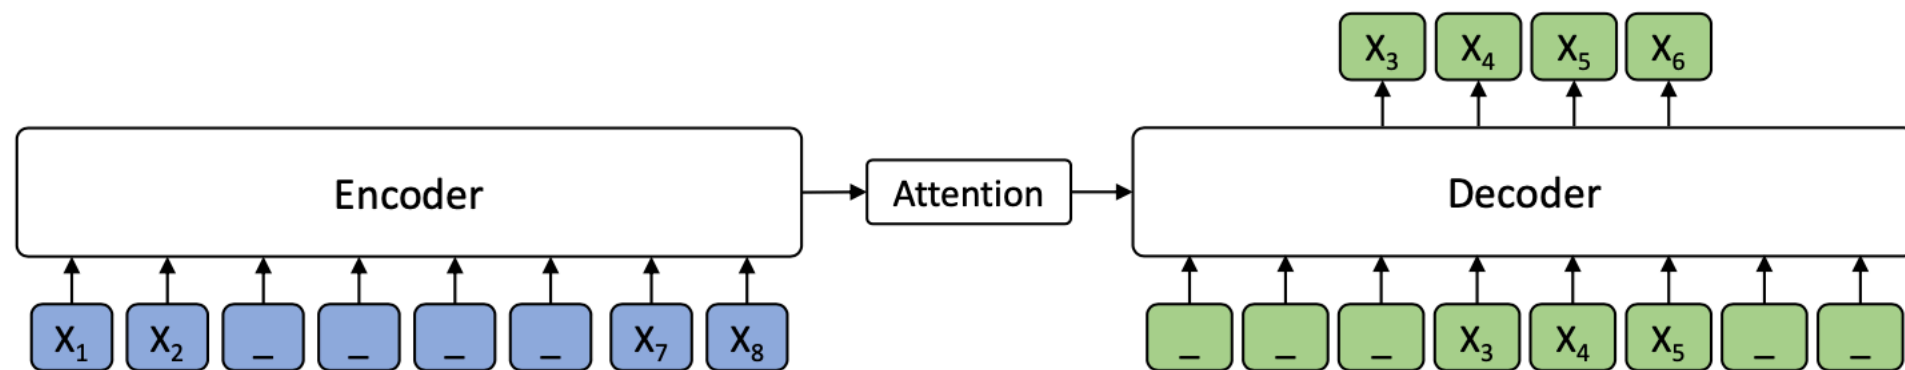 X₃ X₄ X₅ X₆
Encoder Attention Decoder
X₁ X₂ _ _ _ _ X₇ X₈ _ _ _ X₃ X₄ X₅ _ _